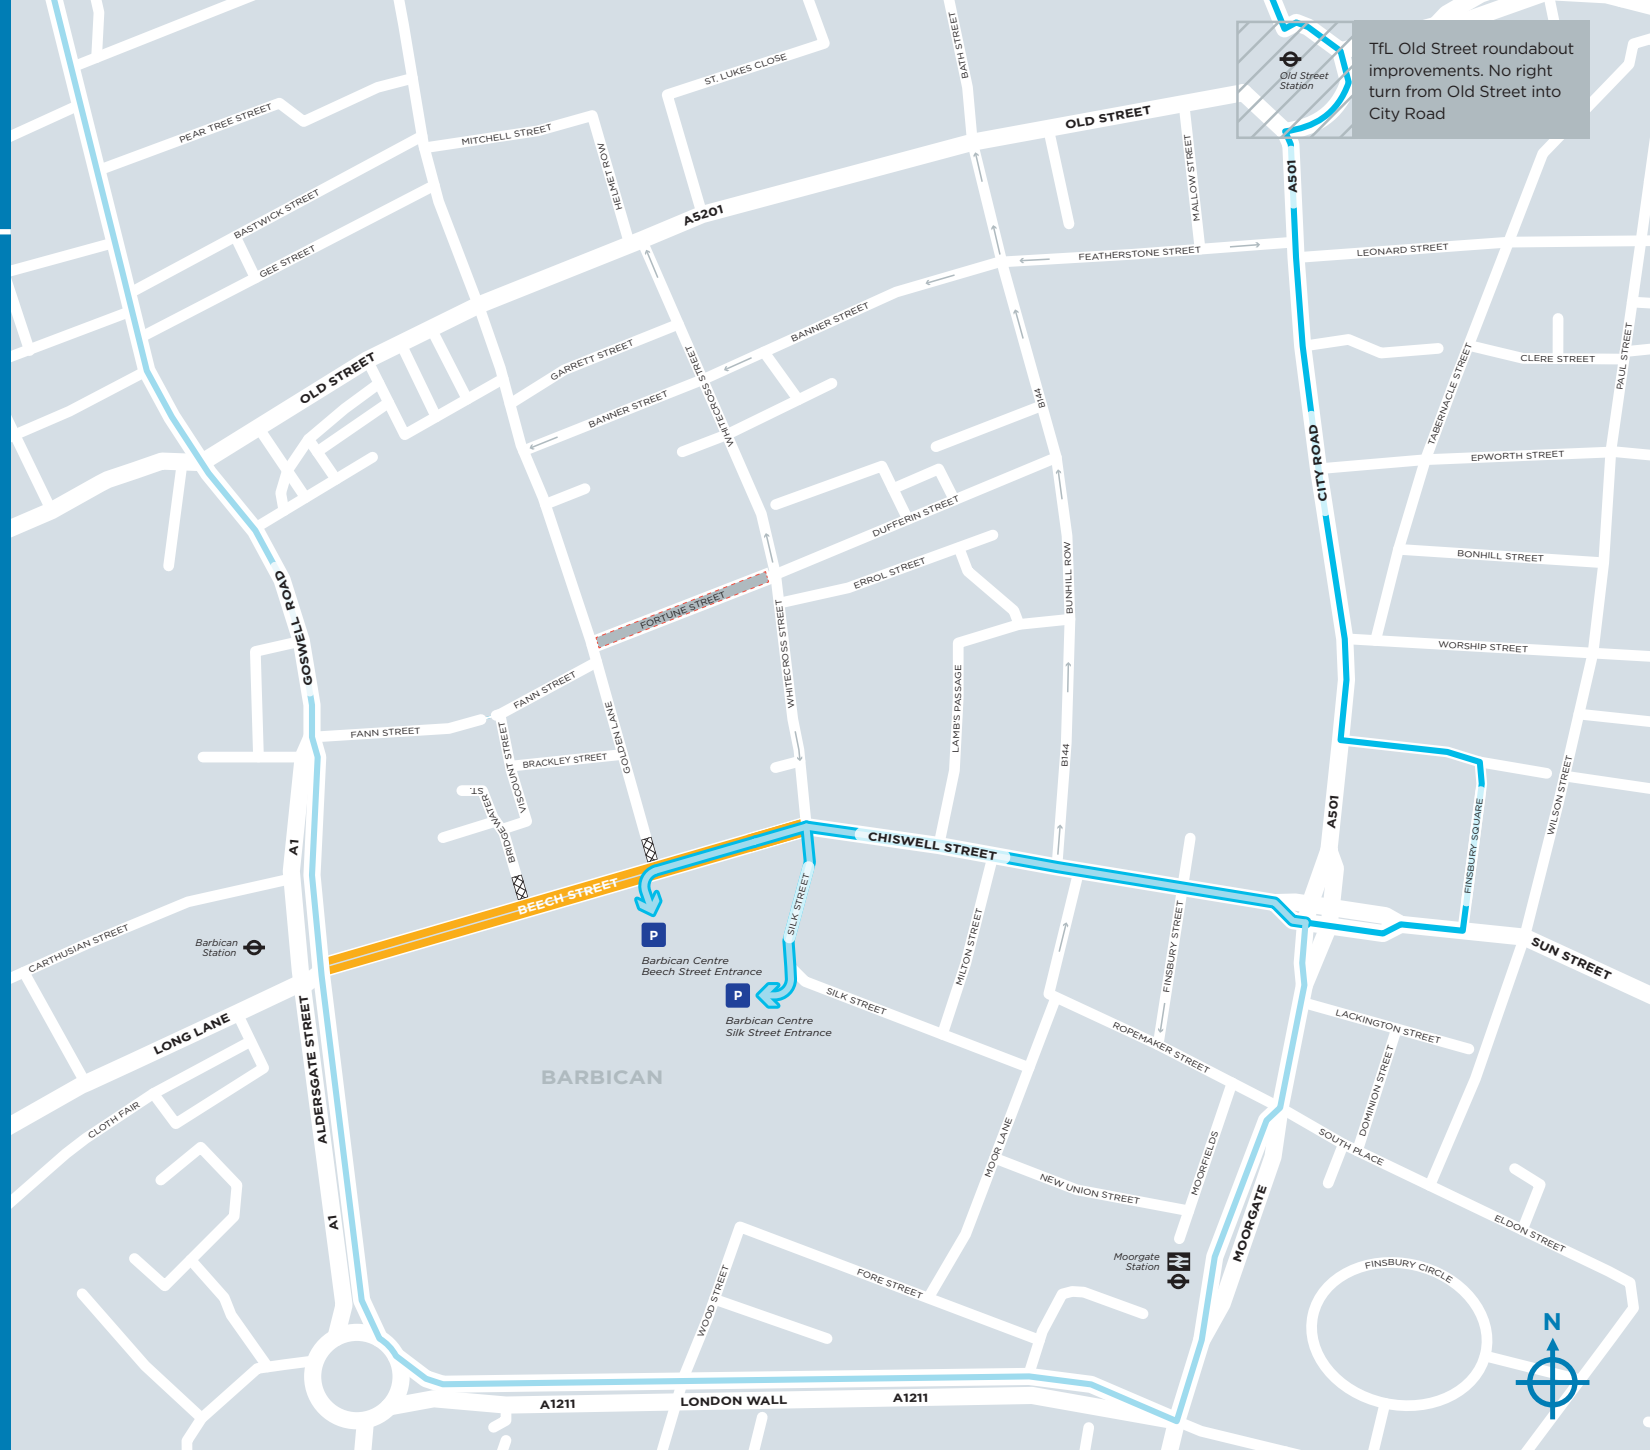 TfL Old Street roundabout
improvements. No right
turn from Old Street into
City Road
Old Street
Station
BATH STREET
ST. LUKES CLOSE
OLD STREET
PEAR TREE STREET
MITCHELL STREET
HELMET ROW
MALLOW STREET
A501
A5201
BASTWICK STREET
GEE STREET
FEATHERSTONE STREET
LEONARD STREET
BANNER STREET
GARRETT STREET
OLD STREET
WHITECROSS STREET
BANNER STREET
B144
CLERE STREET
PAUL STREET
TABERNACLE STREET
CITY ROAD
EPWORTH STREET
DUFFERIN STREET
BONHILL STREET
ERROL STREET
BUNHILL ROW
FORTUNE STREET
GOSWELL ROAD
WHITECROSS STREET
WORSHIP STREET
FANN STREET
FANN STREET
LAMB'S PASSAGE
GOLDEN LANE
VISCOUNT STREET
BRACKLEY STREET
B144
BRIDGEWATER
ST.
WILSON STREET
A501
FINSBURY SQUARE
A1
CHISWELL STREET
BEECH STREET
SILK STREET
FINSBURY STREET
MILTON STREET
SUN STREET
CARTHUSIAN STREET
Barbican
Station
P
Barbican Centre
Beech Street Entrance
P
Barbican Centre
Silk Street Entrance
SILK STREET
LONG LANE
ALDERSGATE STREET
ROPEMAKER STREET
LACKINGTON STREET
DOMINION STREET
BARBICAN
CLOTH FAIR
MOOR LANE
MOORFIELDS
SOUTH PLACE
NEW UNION STREET
A1
MOORGATE
ELDON STREET
Moorgate
Station
FINSBURY CIRCLE
FORE STREET
WOOD STREET
N
A1211
LONDON WALL
A1211